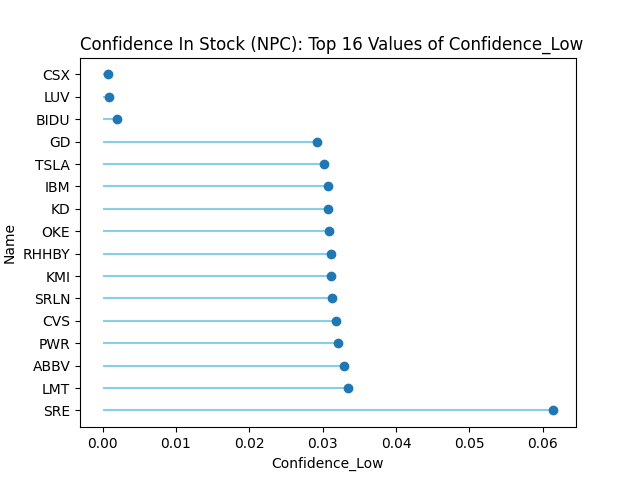 Confidence In Stock (NPC): Top 16 Values of Confidence_Low
CSX
LUV
BIDU
GD
TSLA
IBM
KD
OKE
RHHBY
KMI
SRLN
CVS
PWR
ABBV
LMT
SRE
Name
0.00 0.01 0.02 0.03 0.04 0.05 0.06
Confidence_Low